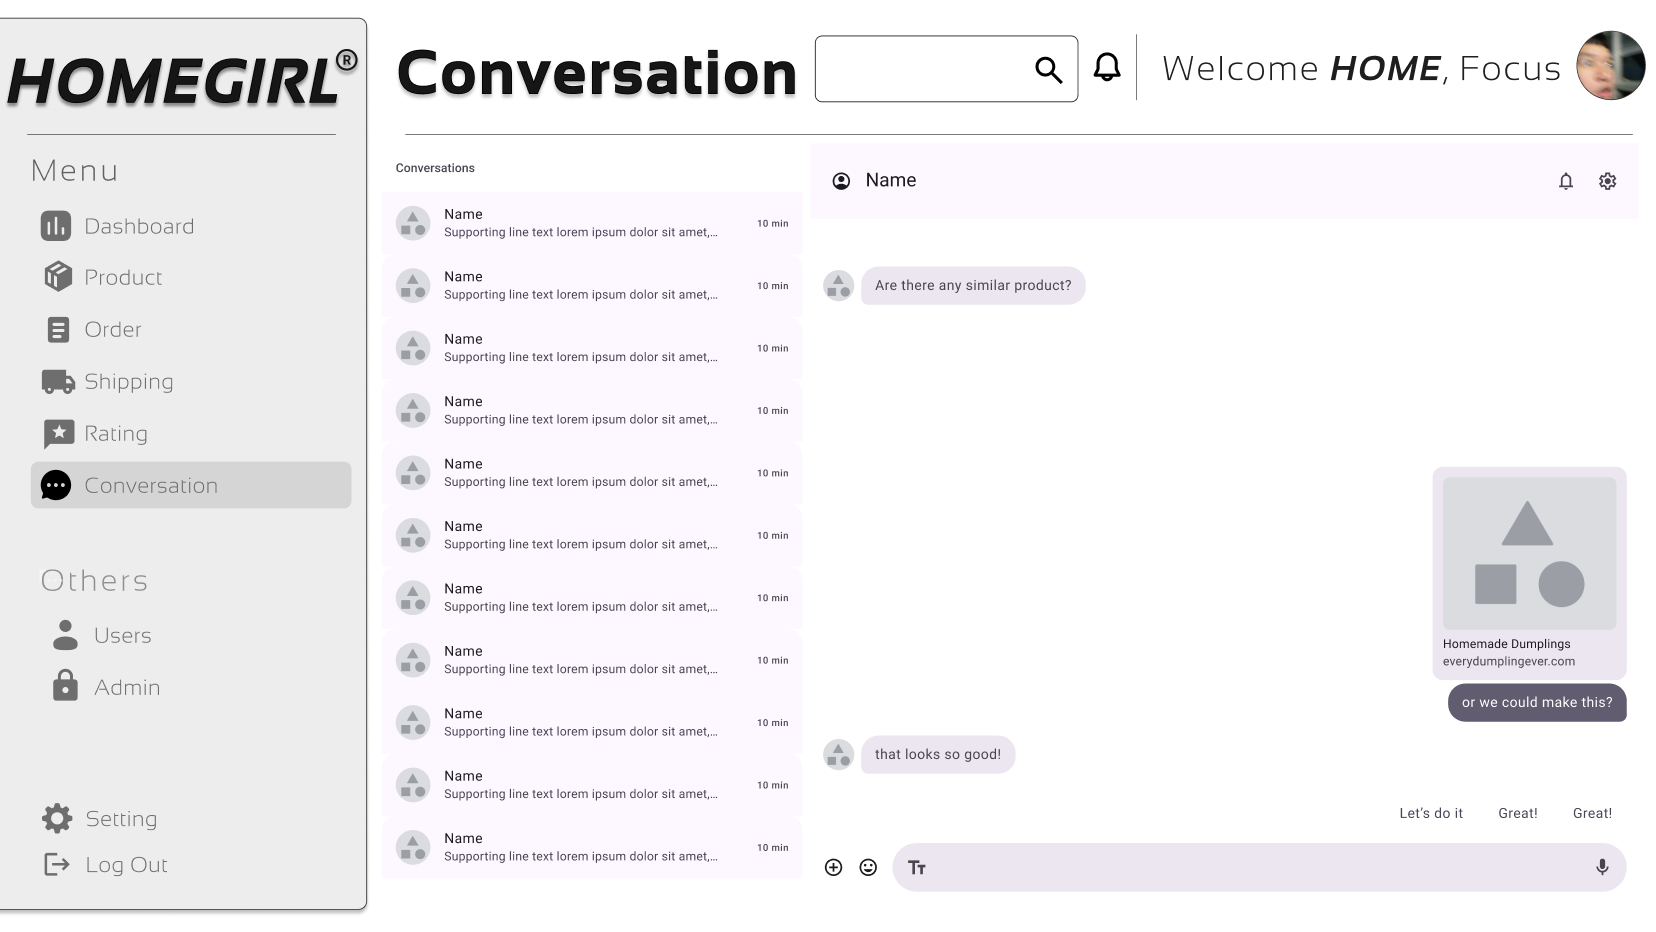 HOMEGIRL®
Menu
Dashboard
Product
Order
Shipping
Rating
Conversation
Others
Users
Admin
Setting
Log Out
Conversation
Welcome HOME, Focus
Conversations
Name
Supporting line text lorem ipsum dolor sit amet,...
10 min
Name
Supporting line text lorem ipsum dolor sit amet,...
10 min
Name
Supporting line text lorem ipsum dolor sit amet,...
10 min
Name
Supporting line text lorem ipsum dolor sit amet,...
10 min
Name
Supporting line text lorem ipsum dolor sit amet,...
10 min
Name
Supporting line text lorem ipsum dolor sit amet,...
10 min
Name
Supporting line text lorem ipsum dolor sit amet,...
10 min
Name
Supporting line text lorem ipsum dolor sit amet,...
10 min
Name
Supporting line text lorem ipsum dolor sit amet,...
10 min
Name
Supporting line text lorem ipsum dolor sit amet,...
10 min
Name
Supporting line text lorem ipsum dolor sit amet,...
10 min
Name
Are there any similar product?
Homemade Dumplings
everydumplingever.com
or we could make this?
that looks so good!
Let's do it
Great!
Great!
Tт